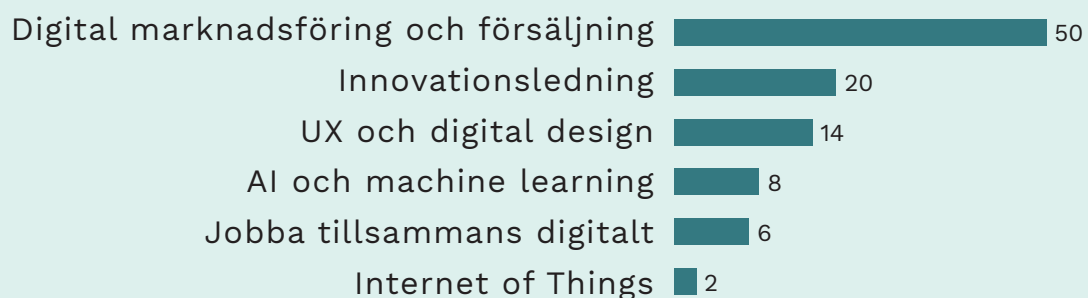 Digital marknadsföring och försäljning 50
Innovationsledning 20
UX och digital design 14
AI och machine learning 8
Jobba tillsammans digitalt 6
Internet of Things 2